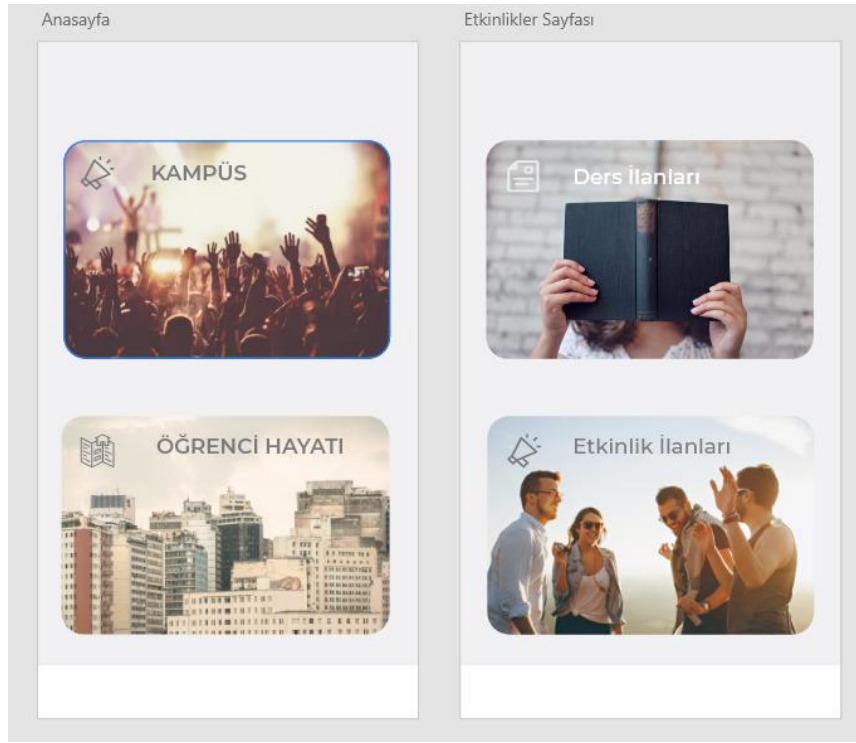 Anasayfa
KAMPÜS
ÖĞRENCİ HAYATI
Etkinlikler Sayfası
Ders İlanları
Etkinlik İlanları